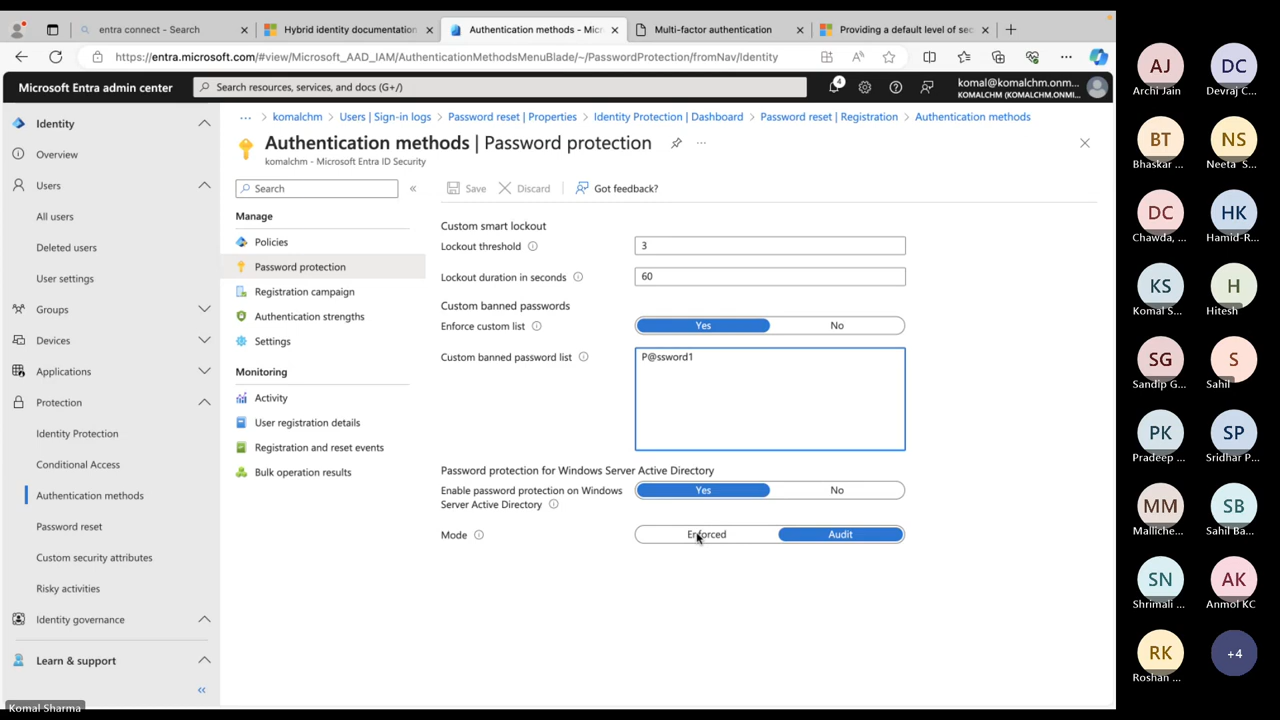 entra connect - Search
Hybrid identity documentation
Authentication methods - Micr
Multi-factor authentication
Providing a default level of sec
https://entra.microsoft.com/#view/Microsoft_AAD_IAM/AuthenticationMethodsMenuBlade/~/PasswordProtection/fromNav/Identity
Microsoft Entra admin center
Search resources, services, and docs (G+/)
4
komal@komalchm.onm...
KOMALCHM (KOMALCHM.ONMI...
Identity
Overview
Users
All users
Deleted users
User settings
Groups
Devices
Applications
Protection
Identity Protection
Conditional Access
Authentication methods
Password reset
Custom security attributes
Risky activities
Identity governance
Learn & support
... > komalchm > Users | Sign-in logs > Password reset | Properties > Identity Protection | Dashboard > Password reset | Registration > Authentication methods
Authentication methods | Password protection
komalchm - Microsoft Entra ID Security
Search
Manage
Policies
Password protection
Registration campaign
Authentication strengths
Settings
Monitoring
Activity
User registration details
Registration and reset events
Bulk operation results
Save Discard Got feedback?
Custom smart lockout
Lockout threshold 3
Lockout duration in seconds 60
Custom banned passwords
Enforce custom list Yes No
Custom banned password list P@ssword1
Password protection for Windows Server Active Directory
Enable password protection on Windows Server Active Directory Yes No
Mode Enforced Audit
AJ
Archi Jain
DC
Devraj C...
BT
Bhaskar ...
NS
Neeta S...
DC
Chawda, ...
HK
Hamid-R...
KS
Komal S...
H
Hitesh
SG
Sandip G...
S
Sahil
PK
Pradeep ...
SP
Sridhar P...
MM
Malliche...
SB
Sahil Ba...
SN
Shrimali ...
AK
Anmol KC
RK
Roshan ...
+4
Komal Sharma